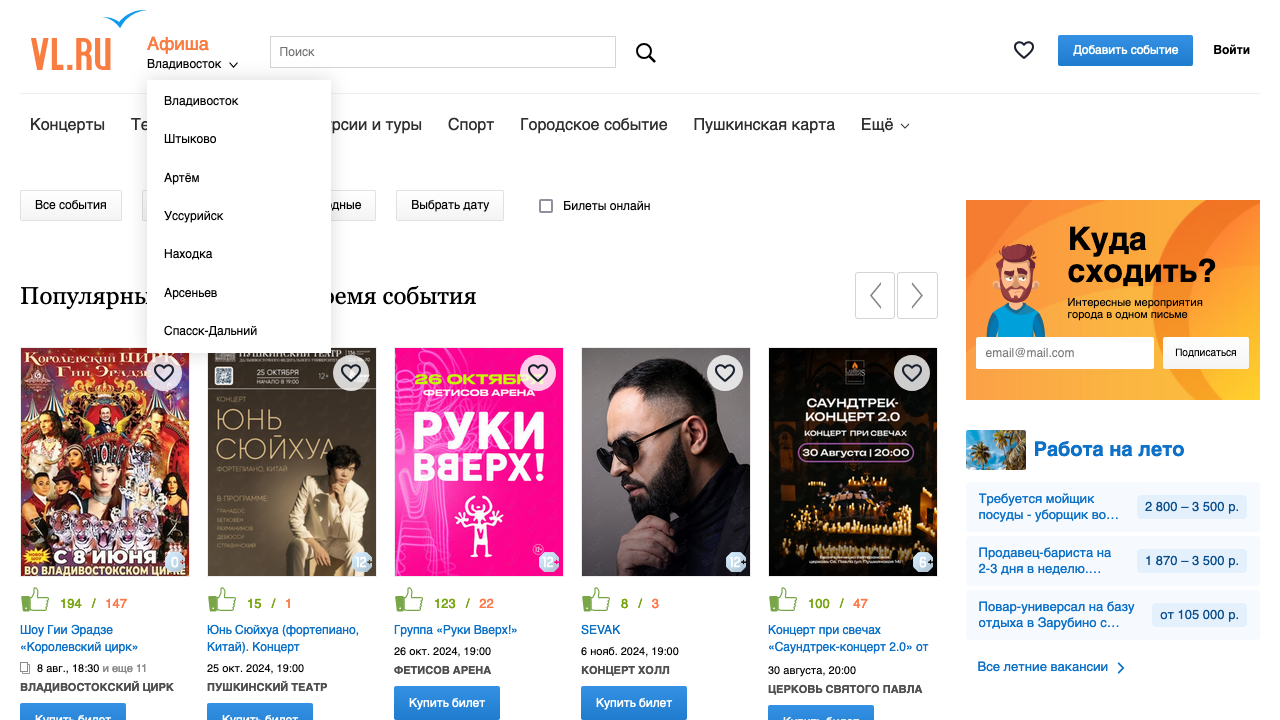 VL.RU
Афиша
Владивосток
Поиск
Добавить событие
Войти
Владивосток
Штыково
Артём
Уссурийск
Находка
Арсеньев
Спасск-Дальний
Концерты
Те
рсии и туры
Спорт
Городское событие
Пушкинская карта
Ещё
Все события
дные
Выбрать дату
Билеты онлайн
Популярны
ремя события
Куда
сходить?
Интересные мероприятия
города в одном письме
email@mail.com
Подписаться
Работа на лето
Требуется мойщик
посуды - уборщик во…
2 800 – 3 500 р.
Продавец-бариста на
2-3 дня в неделю.…
1 870 – 3 500 р.
Повар-универсал на базу
отдыха в Зарубино с…
от 105 000 р.
Все летние вакансии
Королевский цирк
Гии Эрадзе
С 8 ИЮНЯ
ВО ВЛАДИВОСТОКСКОМ ЦИРКЕ
0+
194 / 147
Шоу Гии Эрадзе
«Королевский цирк»
8 авг., 18:30 и еще 11
ВЛАДИВОСТОКСКИЙ ЦИРК
Купить билет
ПУШКИНСКИЙ ТЕАТР
25 ОКТЯБРЯ
НАЧАЛО В 19:00
12+
КОНЦЕРТ
ЮНЬ
СЮЙХУА
ФОРТЕПИАНО, КИТАЙ
В ПРОГРАММЕ:
ГРАНАДОС
БЕТХОВЕН
РАХМАНИНОВ
ДЕБЮССИ
СТРАВИНСКИЙ
12+
15 / 1
Юнь Сюйхуа (фортепиано,
Китай). Концерт
25 окт. 2024, 19:00
ПУШКИНСКИЙ ТЕАТР
Купить билет
26 ОКТЯБРЯ
ФЕТИСОВ АРЕНА
РУКИ
ВВЕРХ!
12+
123 / 22
Группа «Руки Вверх!»
26 окт. 2024, 19:00
ФЕТИСОВ АРЕНА
Купить билет
12+
8 / 3
SEVAK
6 нояб. 2024, 19:00
КОНЦЕРТ ХОЛЛ
Купить билет
САУНДТРЕК-
КОНЦЕРТ 2.0
КОНЦЕРТ ПРИ СВЕЧАХ
30 Августа | 20:00
6+
100 / 47
Концерт при свечах
«Саундтрек-концерт 2.0» от
30 августа, 20:00
ЦЕРКОВЬ СВЯТОГО ПАВЛА
Купить билет